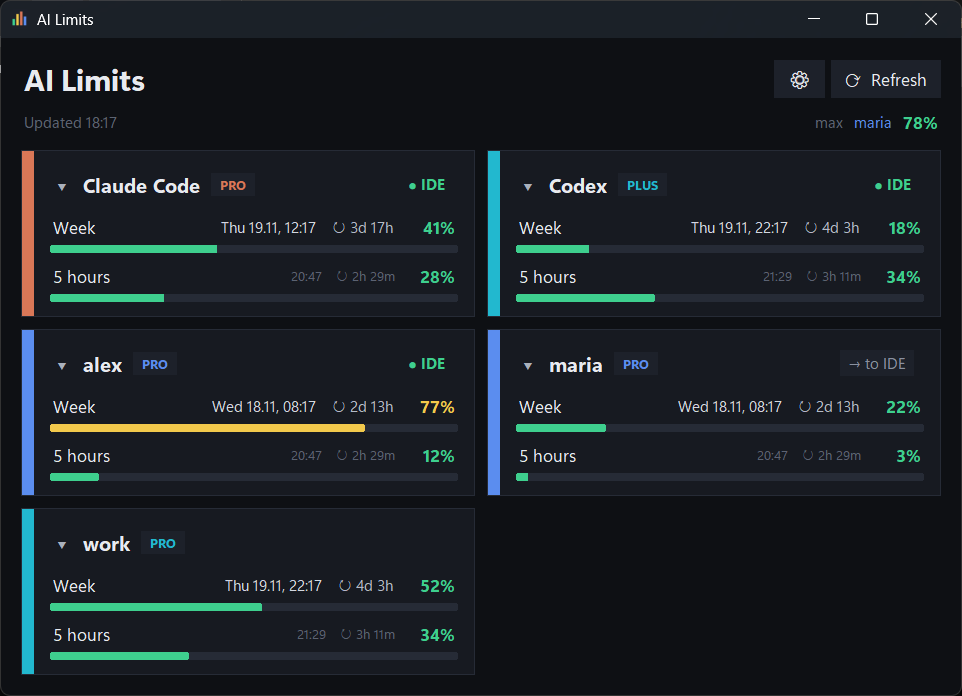 AI Limits
AI Limits
Refresh
Updated 18:17
max maria 78%
Claude Code PRO ● IDE
Week Thu 19.11, 12:17 ↻ 3d 17h 41%
5 hours 20:47 ↻ 2h 29m 28%
Codex PLUS ● IDE
Week Thu 19.11, 22:17 ↻ 4d 3h 18%
5 hours 21:29 ↻ 3h 11m 34%
alex PRO ● IDE
Week Wed 18.11, 08:17 ↻ 2d 13h 77%
5 hours 20:47 ↻ 2h 29m 12%
maria PRO → to IDE
Week Wed 18.11, 08:17 ↻ 2d 13h 22%
5 hours 20:47 ↻ 2h 29m 3%
work PRO
Week Thu 19.11, 22:17 ↻ 4d 3h 52%
5 hours 21:29 ↻ 3h 11m 34%